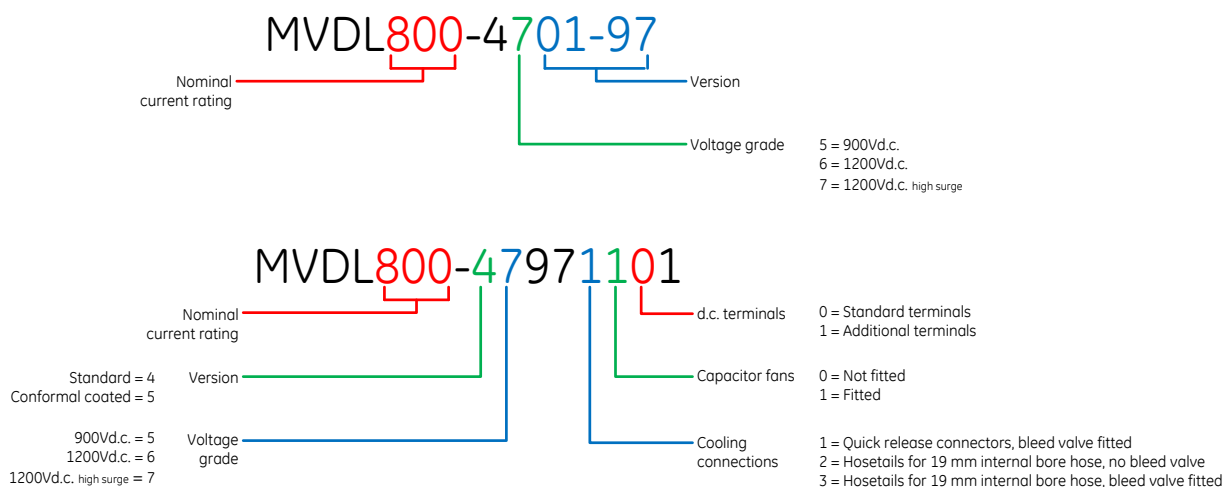 MVDL800-4701-97
Nominal
current rating
Version
Voltage grade
5 = 900Vd.c.
6 = 1200Vd.c.
7 = 1200Vd.c. high surge
MVDL800-47971101
Nominal
current rating
d.c. terminals
0 = Standard terminals
1 = Additional terminals
Standard = 4
Conformal coated = 5
Version
Capacitor fans
0 = Not fitted
1 = Fitted
900Vd.c. = 5
1200Vd.c. = 6
1200Vd.c. high surge = 7
Voltage
grade
Cooling
connections
1 = Quick release connectors, bleed valve fitted
2 = Hosetails for 19 mm internal bore hose, no bleed valve
3 = Hosetails for 19 mm internal bore hose, bleed valve fitted